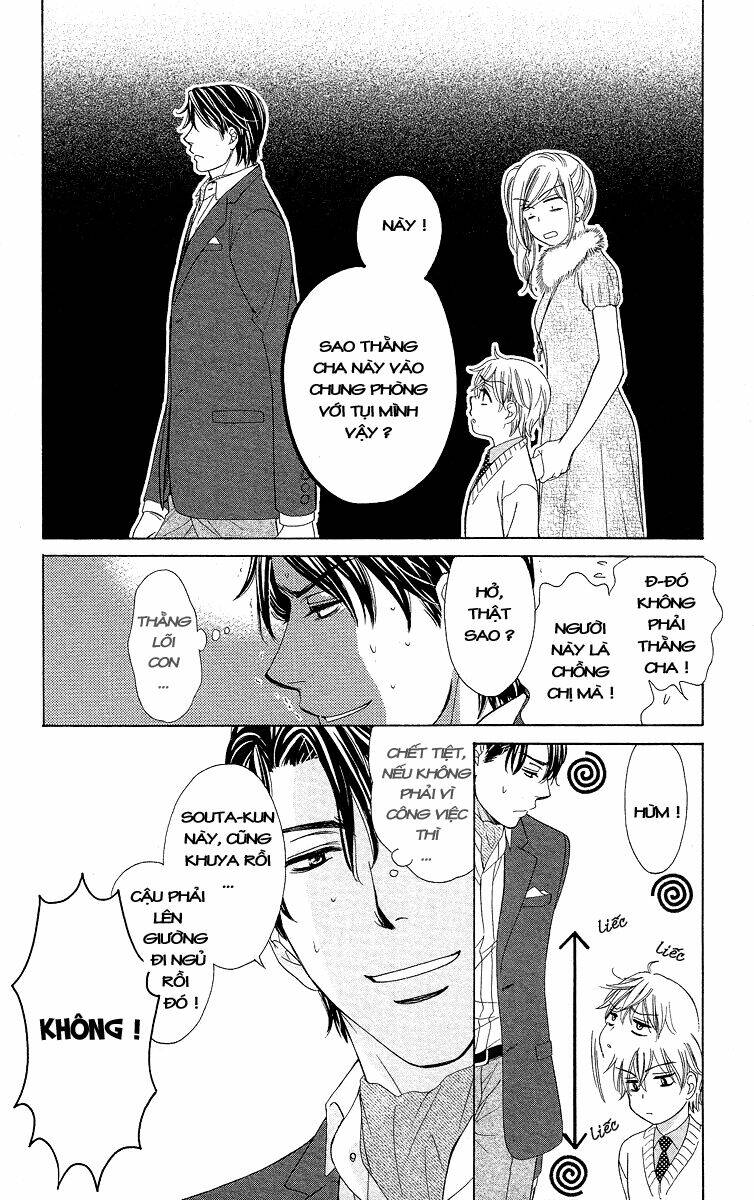 NÀY !
SAO THẰNG
CHA NÀY VÀO
CHUNG PHÒNG
VỚI TỤI MÌNH
VẬY ?
Đ-ĐÓ
KHÔNG
PHẢI
THẰNG
CHA !
NGƯỜI
NÀY LÀ
CHỒNG
CHỊ MÀ !
HỞ,
THẬT
SAO ?
THẰNG
LÕI
CON
...
HỪM !
liếc
liếc
liếc
CHẾT TIỆT,
NẾU KHÔNG
PHẢI VÌ
CÔNG VIỆC
THÌ
...
SOUTA-KUN
NÀY, CŨNG
KHUYA RỒI
...
CẬU PHẢI
LÊN
GIƯỜNG
ĐI NGỦ
RỒI
ĐÓ !
KHÔNG !